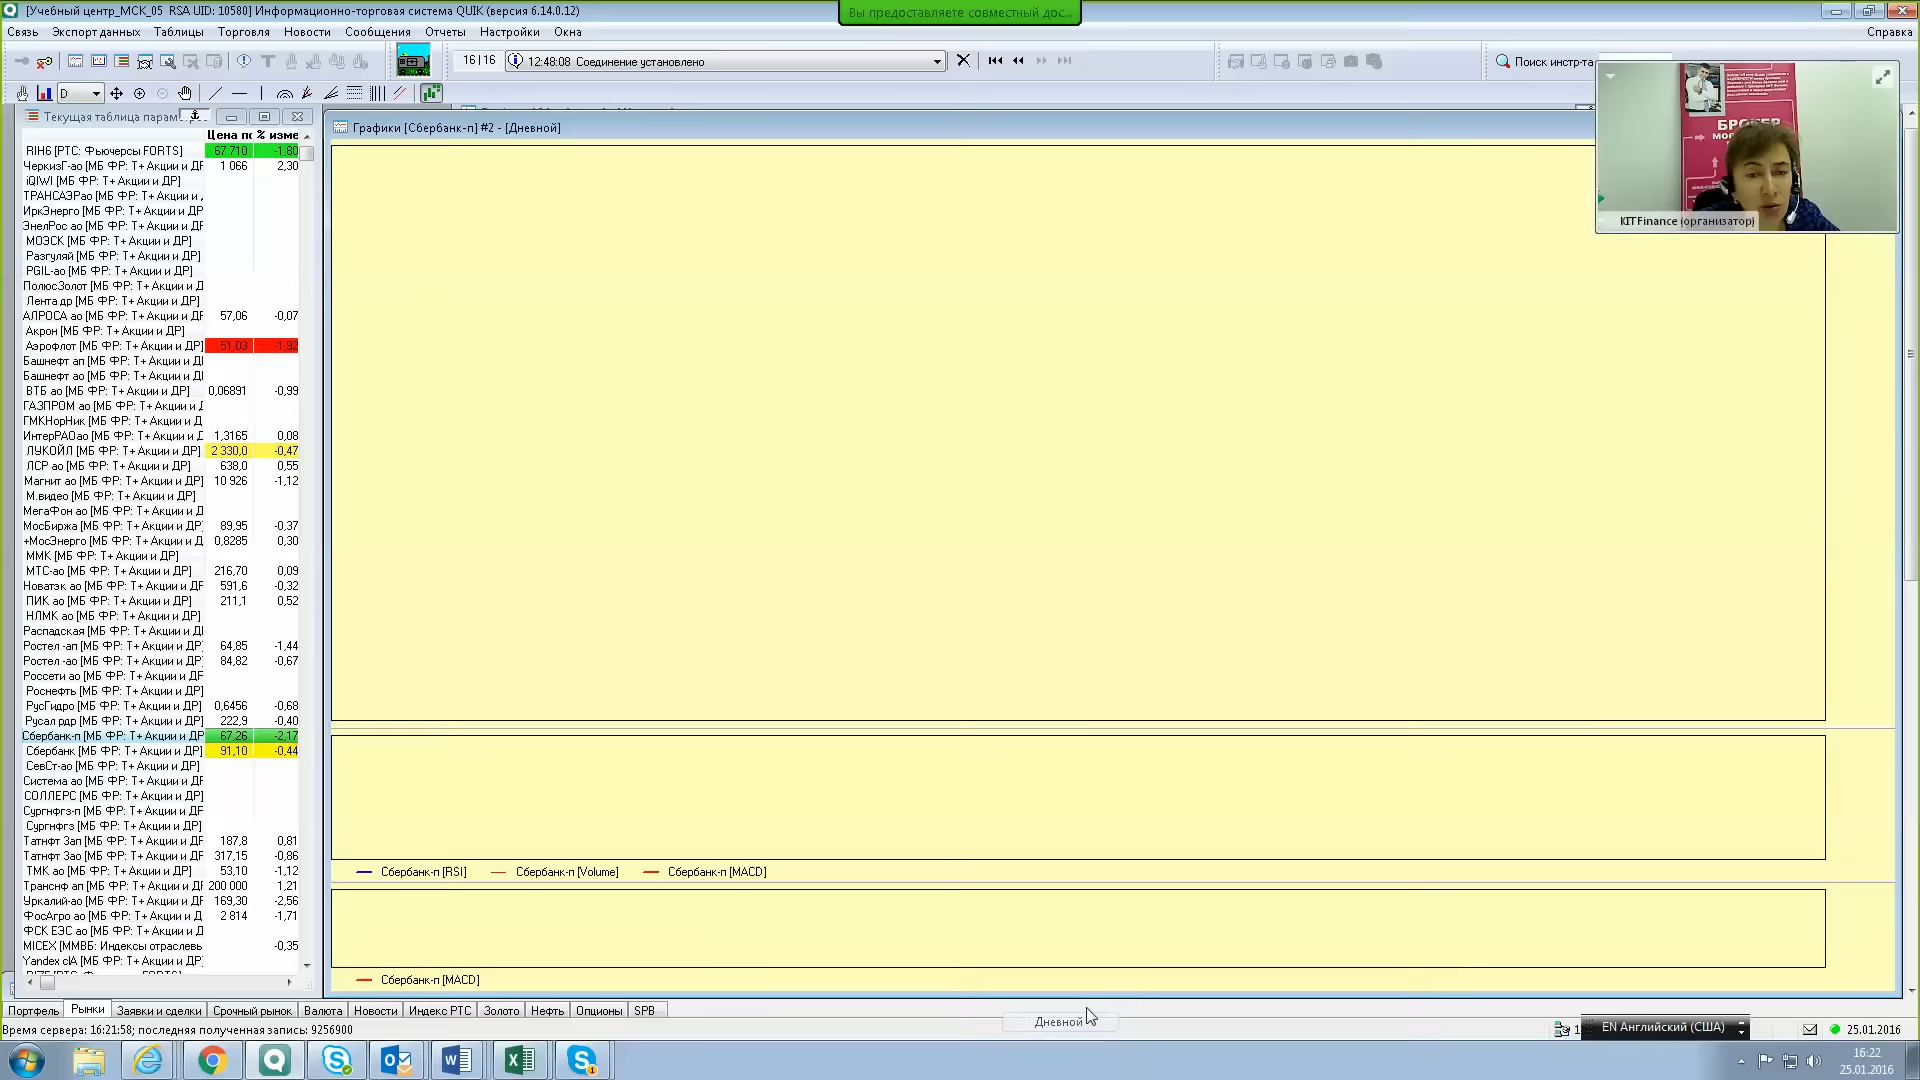 [Учебный центр_МСК_05 RSA UID: 10580] Информационно-торговая система QUIK (версия 6.14.0.12)
Вы предоставляете совместный дос...
Связь Экспорт данных Таблицы Торговля Новости Сообщения Отчеты Настройки Окна Справка
16|16 12:48:08 Соединение установлено
Поиск инстр-та
D
Текущая таблица парам
Графики [Сбербанк-п] #2 - [Дневной]
БРОКЕР
KITFinance (организатор)
Цена по % изме
RIH6 [РТС: Фьючерсы FORTS] 67 710 -1,80
ЧеркизГ-ао [МБ ФР: Т+ Акции и ДР 1 066 2,30
iQIWI [МБ ФР: Т+ Акции и ДР]
ТРАНСАЭРао [МБ ФР: Т+ Акции и
ИркЭнерго [МБ ФР: Т+ Акции и ДР
ЭнелРос ао [МБ ФР: Т+ Акции и ДР
МОЭСК [МБ ФР: Т+ Акции и ДР]
Разгуляй [МБ ФР: Т+ Акции и ДР]
PGIL-ао [МБ ФР: Т+ Акции и ДР]
ПолюсЗолот [МБ ФР: Т+ Акции и Д
Лента др [МБ ФР: Т+ Акции и ДР]
АЛРОСА ао [МБ ФР: Т+ Акции и Д 57,06 -0,07
Акрон [МБ ФР: Т+ Акции и ДР]
Аэрофлот [МБ ФР: Т+ Акции и ДР] 51,03 -1,92
Башнефт ап [МБ ФР: Т+ Акции и Д
Башнефт ао [МБ ФР: Т+ Акции и Д
ВТБ ао [МБ ФР: Т+ Акции и ДР] 0,06891 -0,99
ГАЗПРОМ ао [МБ ФР: Т+ Акции и Д
ГМКНорНик [МБ ФР: Т+ Акции и Д
ИнтерРАОао [МБ ФР: Т+ Акции и Д 1,3165 0,08
ЛУКОЙЛ [МБ ФР: Т+ Акции и ДР] 2 330,0 -0,47
ЛСР ао [МБ ФР: Т+ Акции и ДР] 638,0 0,55
Магнит ао [МБ ФР: Т+ Акции и ДР] 10 926 -1,12
М.видео [МБ ФР: Т+ Акции и ДР]
МегаФон ао [МБ ФР: Т+ Акции и ДР
МосБиржа [МБ ФР: Т+ Акции и ДР] 89,95 -0,37
+МосЭнерго [МБ ФР: Т+ Акции и Д 0,8285 0,30
ММК [МБ ФР: Т+ Акции и ДР]
МТС-ао [МБ ФР: Т+ Акции и ДР] 216,70 0,09
Новатэк ао [МБ ФР: Т+ Акции и ДР 591,6 -0,32
ПИК ао [МБ ФР: Т+ Акции и ДР] 211,1 0,52
НЛМК ао [МБ ФР: Т+ Акции и ДР]
Распадская [МБ ФР: Т+ Акции и Д
Ростел -ап [МБ ФР: Т+ Акции и ДР] 64,85 -1,44
Ростел -ао [МБ ФР: Т+ Акции и ДР] 84,82 -0,67
Россети ао [МБ ФР: Т+ Акции и ДР
Роснефть [МБ ФР: Т+ Акции и ДР]
РусГидро [МБ ФР: Т+ Акции и ДР] 0,6456 -0,68
Русал рдр [МБ ФР: Т+ Акции и ДР] 222,9 -0,40
Сбербанк-п [МБ ФР: Т+ Акции и ДР 67,26 -2,17
Сбербанк [МБ ФР: Т+ Акции и ДР] 91,10 -0,44
СевСт-ао [МБ ФР: Т+ Акции и ДР]
Система ао [МБ ФР: Т+ Акции и ДР
СОЛЛЕРС [МБ ФР: Т+ Акции и ДР]
Сургнфгз-п [МБ ФР: Т+ Акции и ДР
Сургнфгз [МБ ФР: Т+ Акции и ДР]
Татнфт 3ап [МБ ФР: Т+ Акции и ДР 187,8 0,81
Татнфт 3ао [МБ ФР: Т+ Акции и ДР 317,15 -0,86
ТМК ао [МБ ФР: Т+ Акции и ДР] 53,10 -1,12
Транснф ап [МБ ФР: Т+ Акции и ДР 200 000 1,21
Уркалий-ао [МБ ФР: Т+ Акции и ДР 169,30 -2,56
ФосАгро ао [МБ ФР: Т+ Акции и Д 2 814 -1,71
ФСК ЕЭС ао [МБ ФР: Т+ Акции и Д
MICEX [ММВБ: Индексы отраслевь -0,35
Yandex clA [МБ ФР: Т+ Акции и ДР
Сбербанк-п [RSI] Сбербанк-п [Volume] Сбербанк-п [MACD]
Сбербанк-п [MACD]
Портфель Рынки Заявки и сделки Срочный рынок Валюта Новости Индекс РТС Золото Нефть Опционы SPB
Время сервера: 16:21:58; последняя полученная запись: 9256900
Дневной
EN Английский (США)
25.01.2016
16:22
25.01.2016